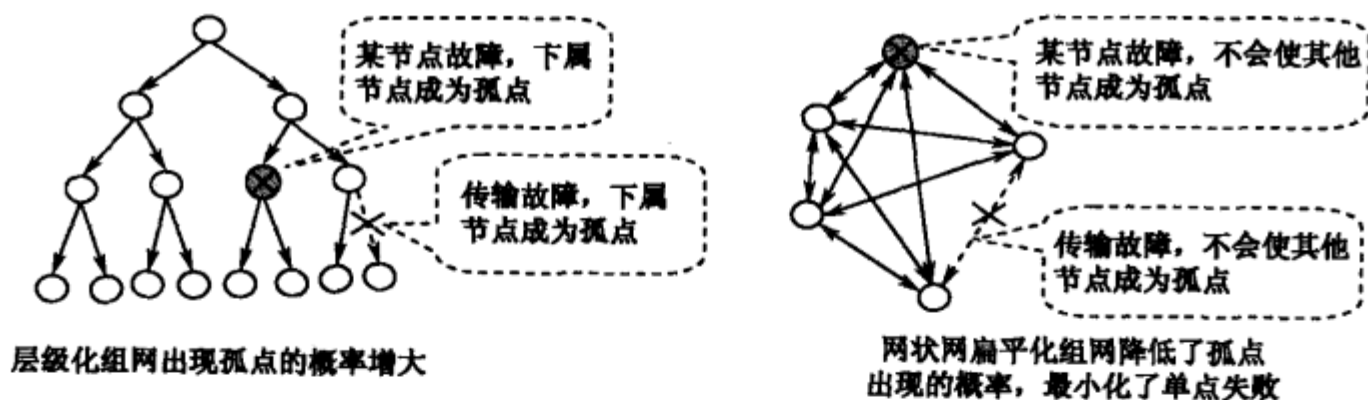 某节点故障，下属
节点成为孤点
传输故障，下属
节点成为孤点
层级化组网出现孤点的概率增大
某节点故障，不会使其他
节点成为孤点
传输故障，不会使其他
节点成为孤点
网状网扁平化组网降低了孤点
出现的概率，最小化了单点失败